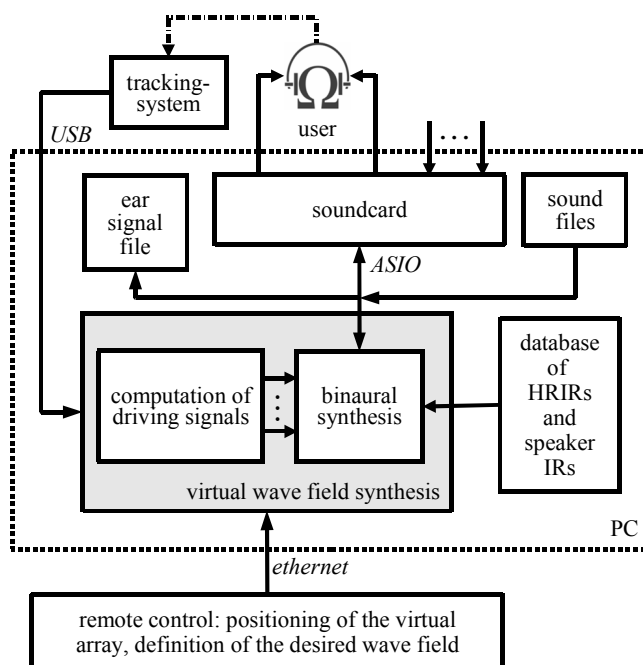 tracking-
system
USB
Ω
user
...
ear
signal
file
soundcard
sound
files
ASIO
computation of
driving signals
...
binaural
synthesis
database
of
HRIRs
and
speaker
IRs
virtual wave field synthesis
PC
ethernet
remote control: positioning of the virtual
array, definition of the desired wave field